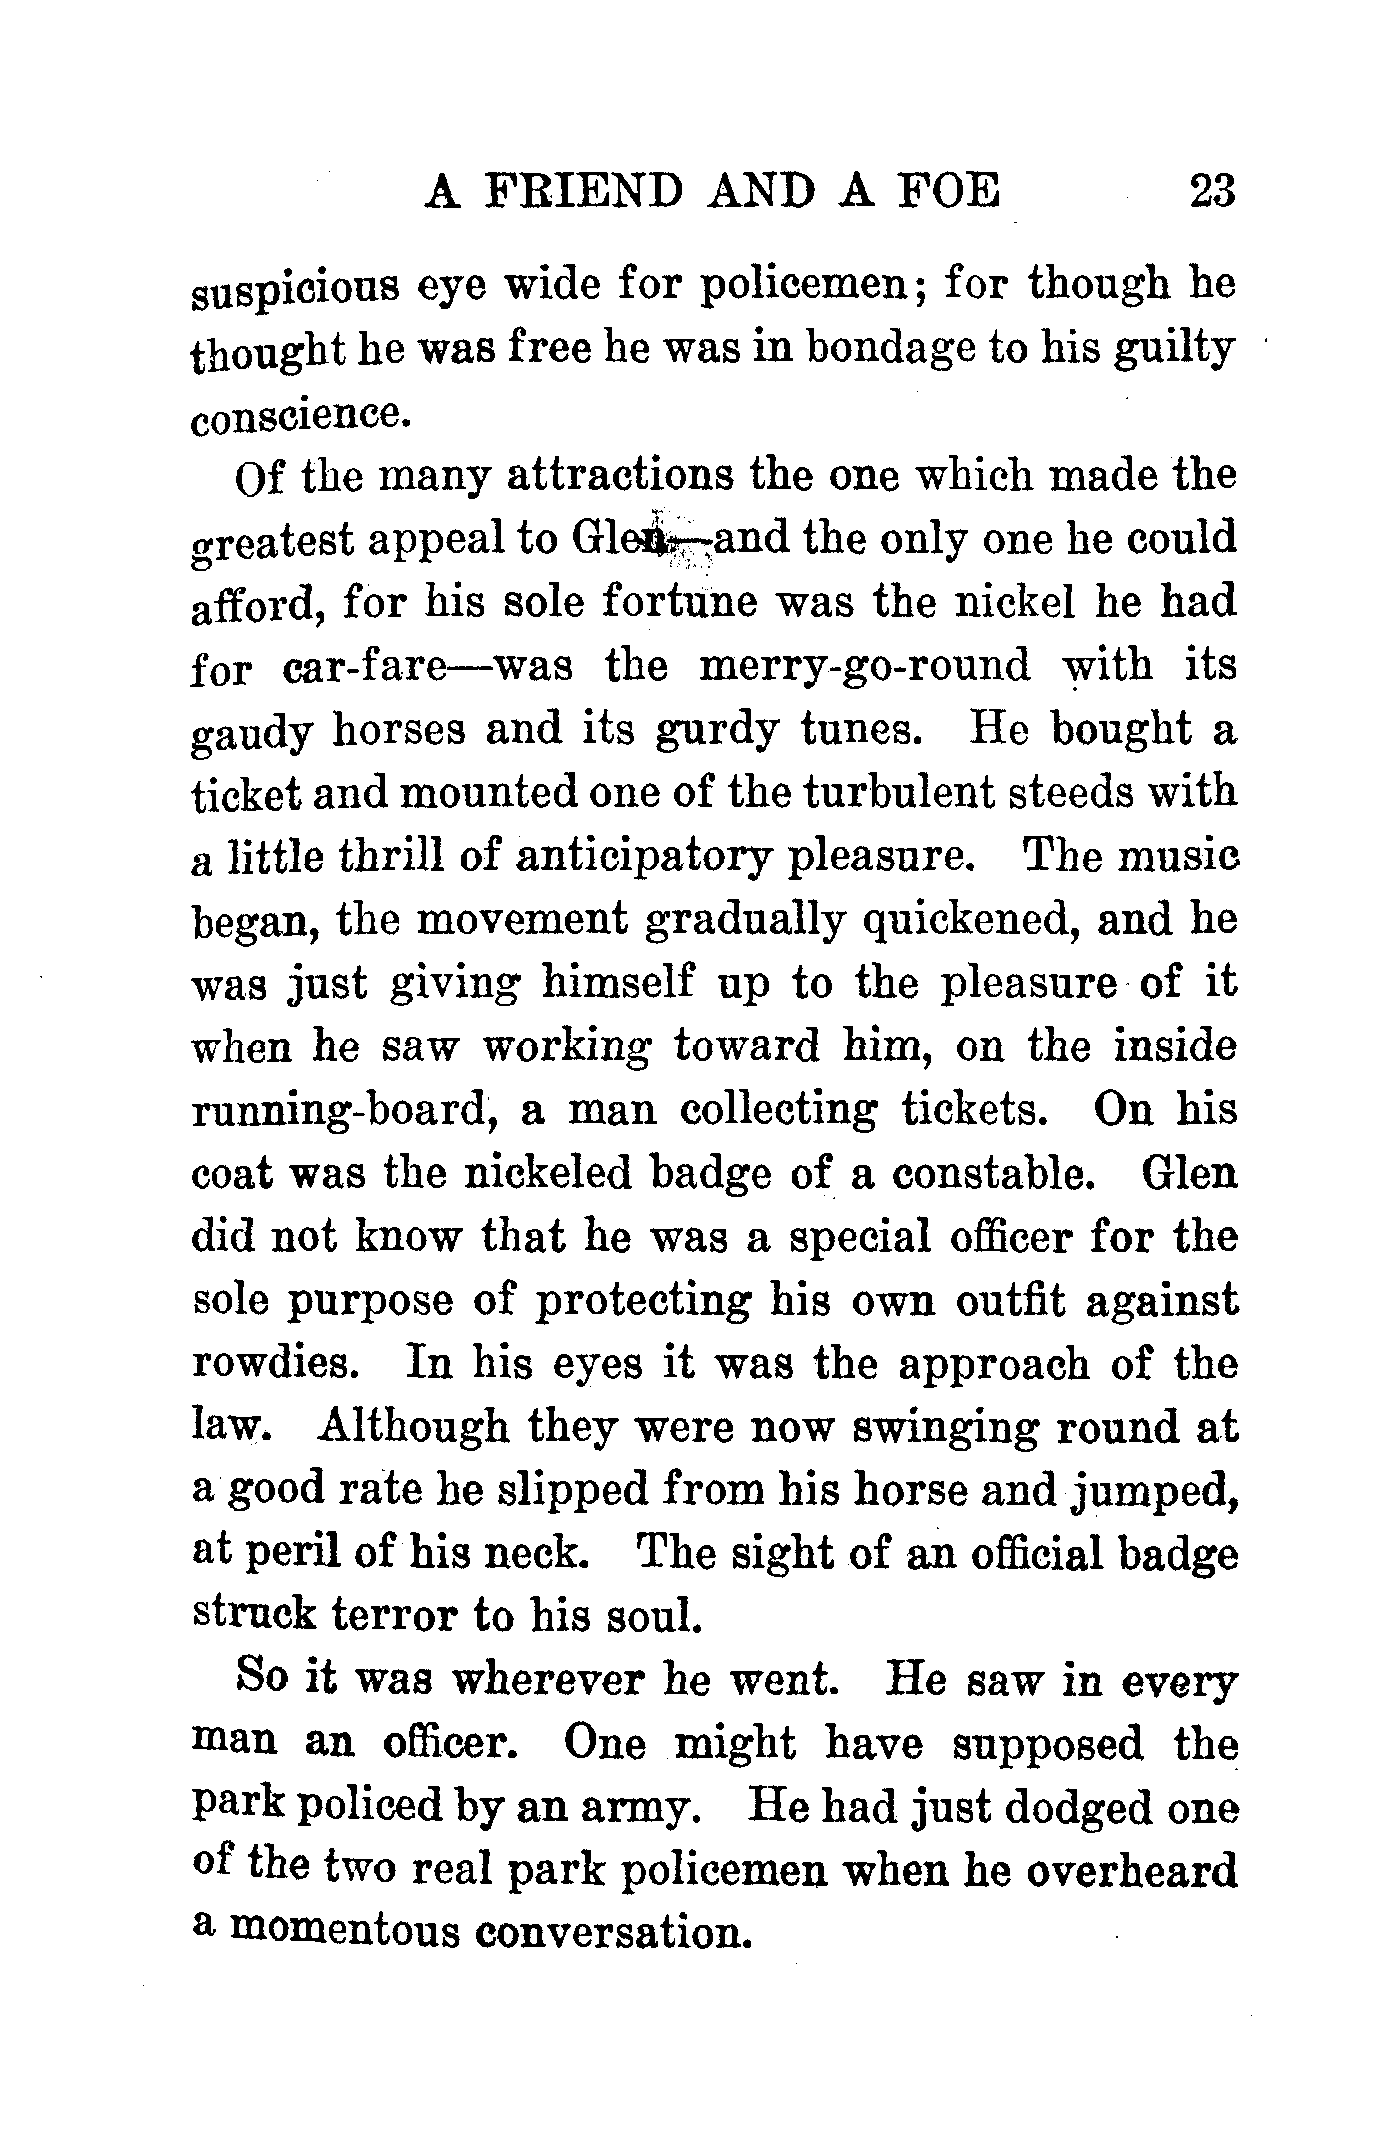 A FRIEND AND A FOE 23
suspicious eye wide for policemen; for though he
thought he was free he was in bondage to his guilty
conscience.
Of the many attractions the one which made the
greatest appeal to Glen—and the only one he could
afford, for his sole fortune was the nickel he had
for car-fare—was the merry-go-round with its
gaudy horses and its gurdy tunes. He bought a
ticket and mounted one of the turbulent steeds with
a little thrill of anticipatory pleasure. The music
began, the movement gradually quickened, and he
was just giving himself up to the pleasure of it
when he saw working toward him, on the inside
running-board, a man collecting tickets. On his
coat was the nickeled badge of a constable. Glen
did not know that he was a special officer for the
sole purpose of protecting his own outfit against
rowdies. In his eyes it was the approach of the
law. Although they were now swinging round at
a good rate he slipped from his horse and jumped,
at peril of his neck. The sight of an official badge
struck terror to his soul.
So it was wherever he went. He saw in every
man an officer. One might have supposed the
park policed by an army. He had just dodged one
of the two real park policemen when he overheard
a momentous conversation.